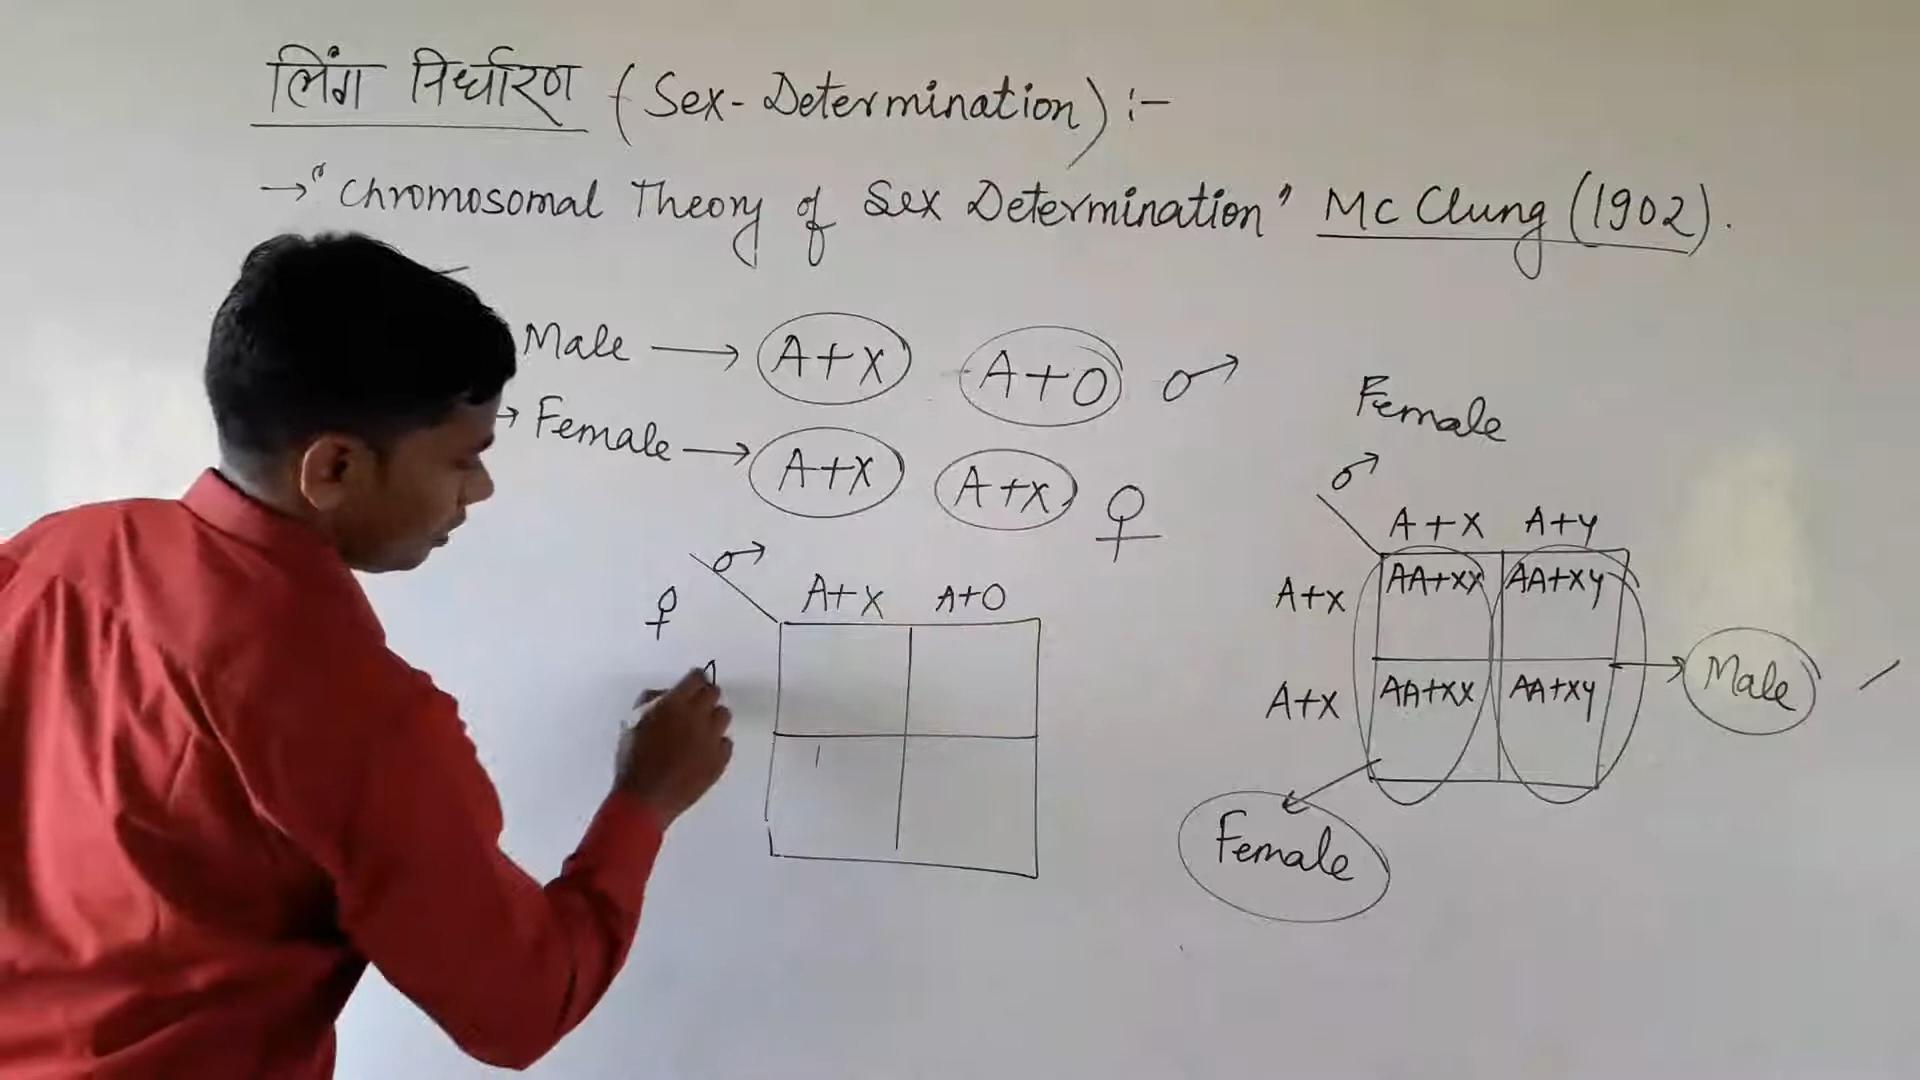 लिंग निर्धारण (Sex-Determination) :-
→ "Chromosomal Theory of Sex Determination" Mc Clung (1902).
Male → A+X A+O ♂
→ Female → A+X A+X ♀
♂
♀ A+X A+O
A
Female
♂
A+X A+y
A+X AA+XX AA+Xy
A+X AA+XX AA+Xy → Male
Female